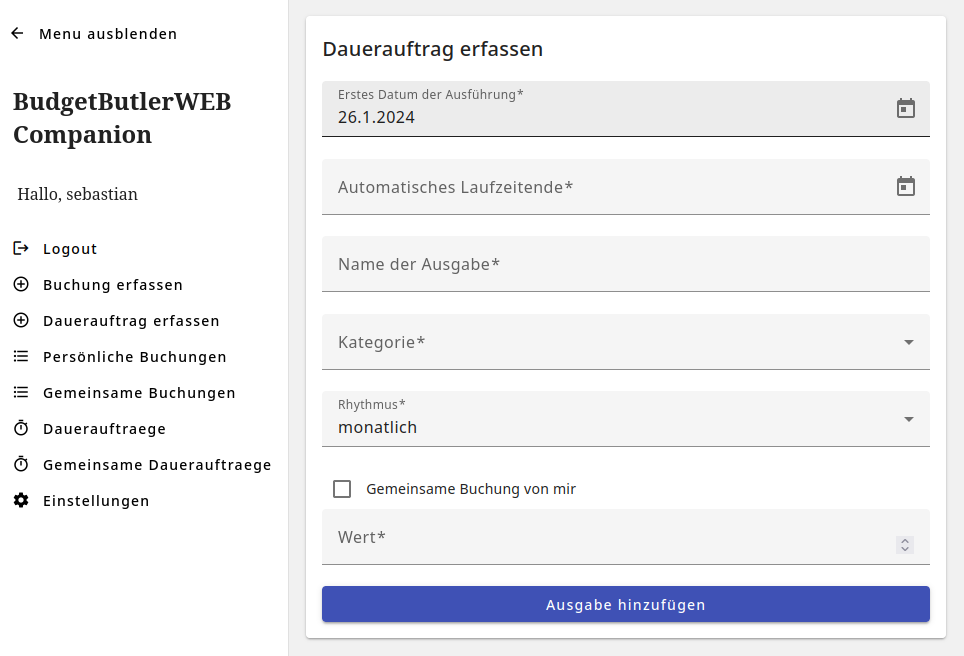 Menu ausblenden
BudgetButlerWEB
Companion
Hallo, sebastian
Logout
Buchung erfassen
Dauerauftrag erfassen
Persönliche Buchungen
Gemeinsame Buchungen
Dauerauftraege
Gemeinsame Dauerauftraege
Einstellungen
Dauerauftrag erfassen
Erstes Datum der Ausführung*
26.1.2024
Automatisches Laufzeitende*
Name der Ausgabe*
Kategorie*
Rhythmus*
monatlich
Gemeinsame Buchung von mir
Wert*
Ausgabe hinzufügen